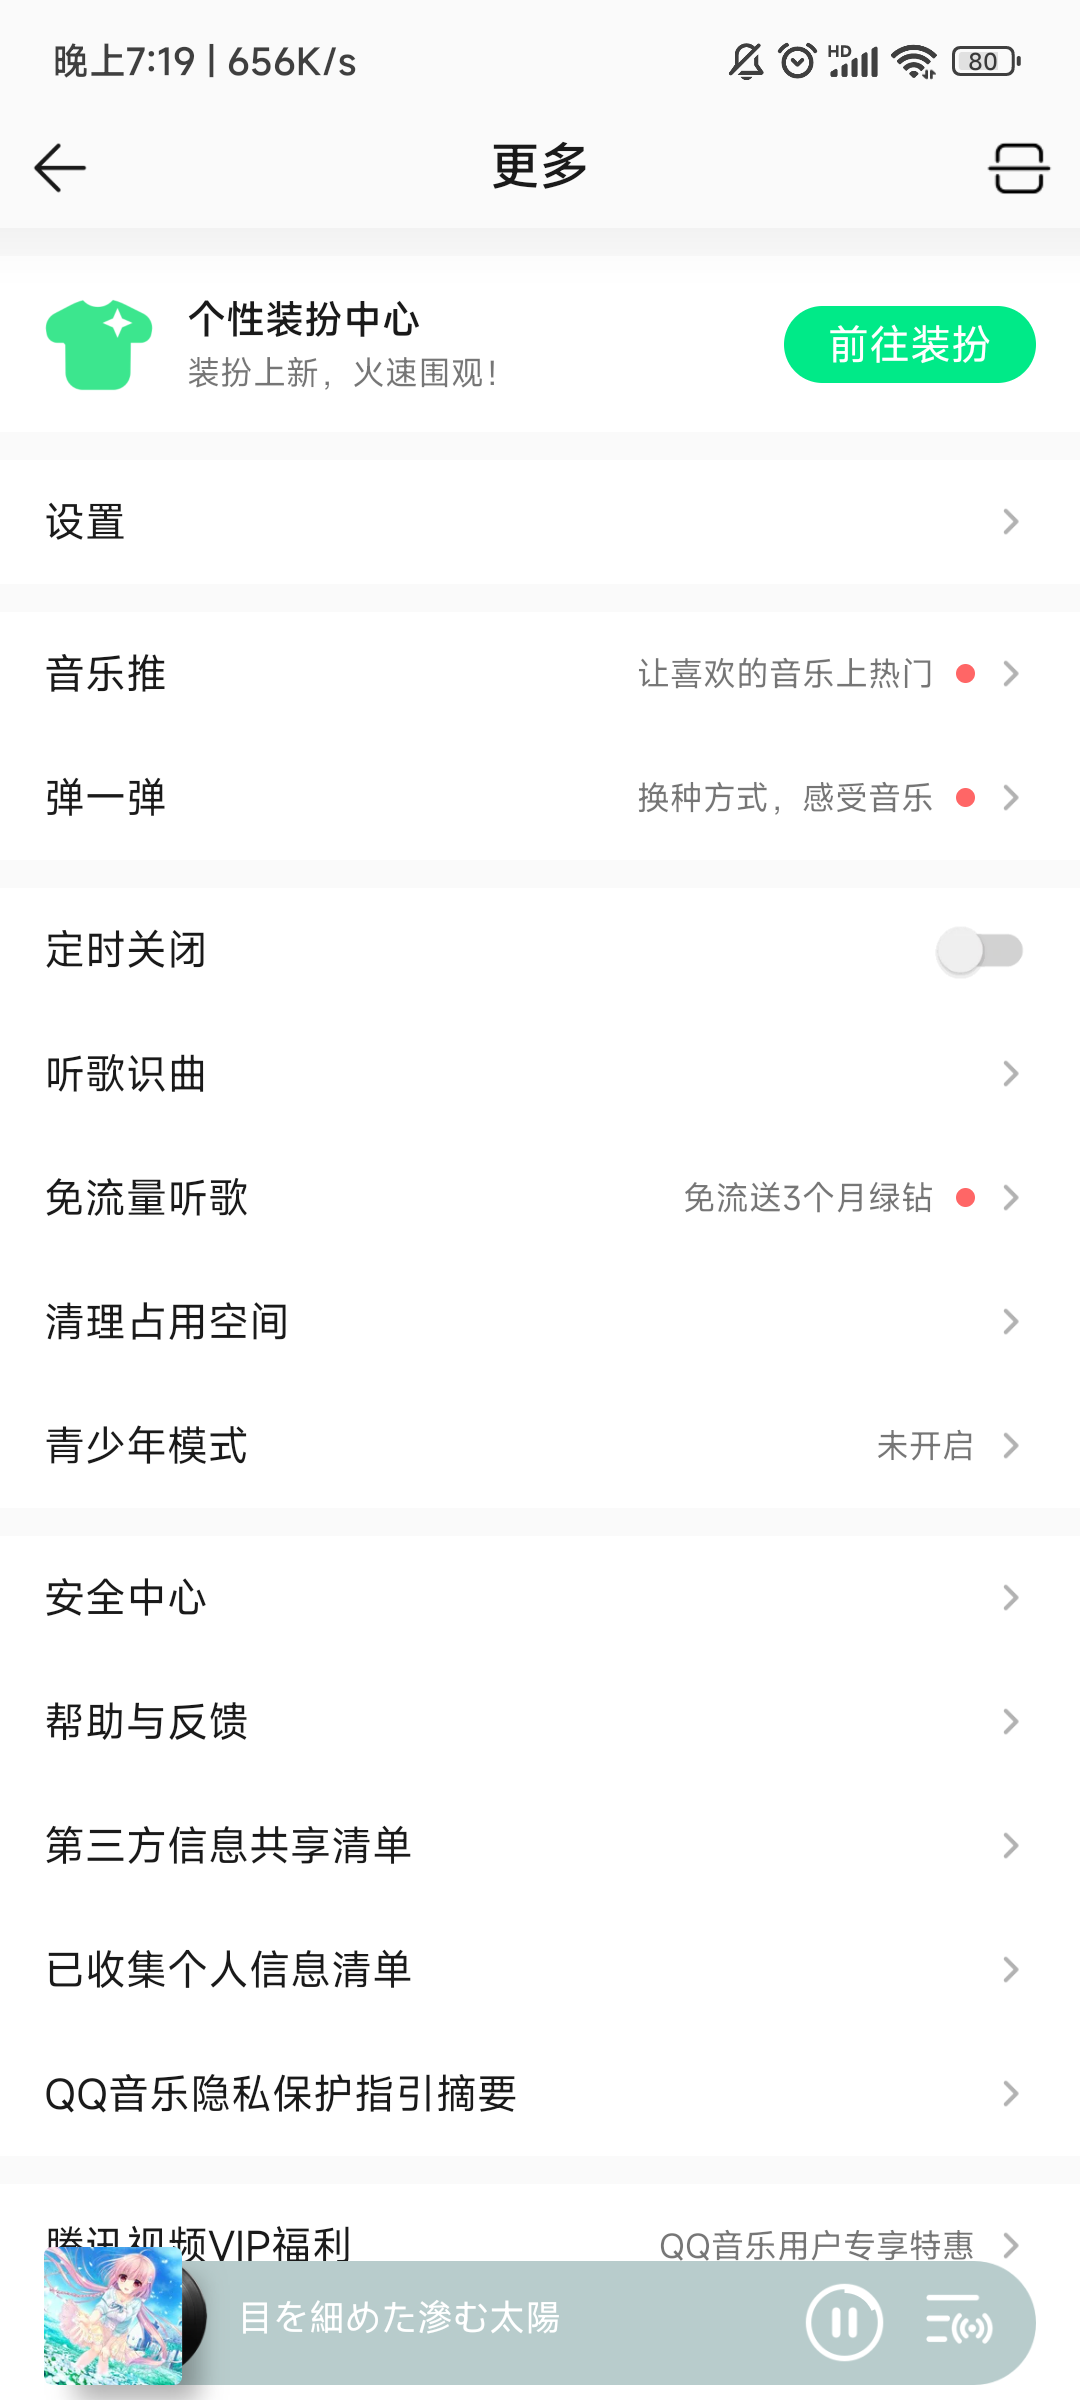 晚上7:19 | 656K/s
HD
80
更多
个性装扮中心
装扮上新，火速围观！
前往装扮
设置
音乐推
让喜欢的音乐上热门
弹一弹
换种方式，感受音乐
定时关闭
听歌识曲
免流量听歌
免流送3个月绿钻
清理占用空间
青少年模式
未开启
安全中心
帮助与反馈
第三方信息共享清单
已收集个人信息清单
QQ音乐隐私保护指引摘要
腾讯视频VIP福利
QQ音乐用户专享特惠
目を細めた滲む太陽